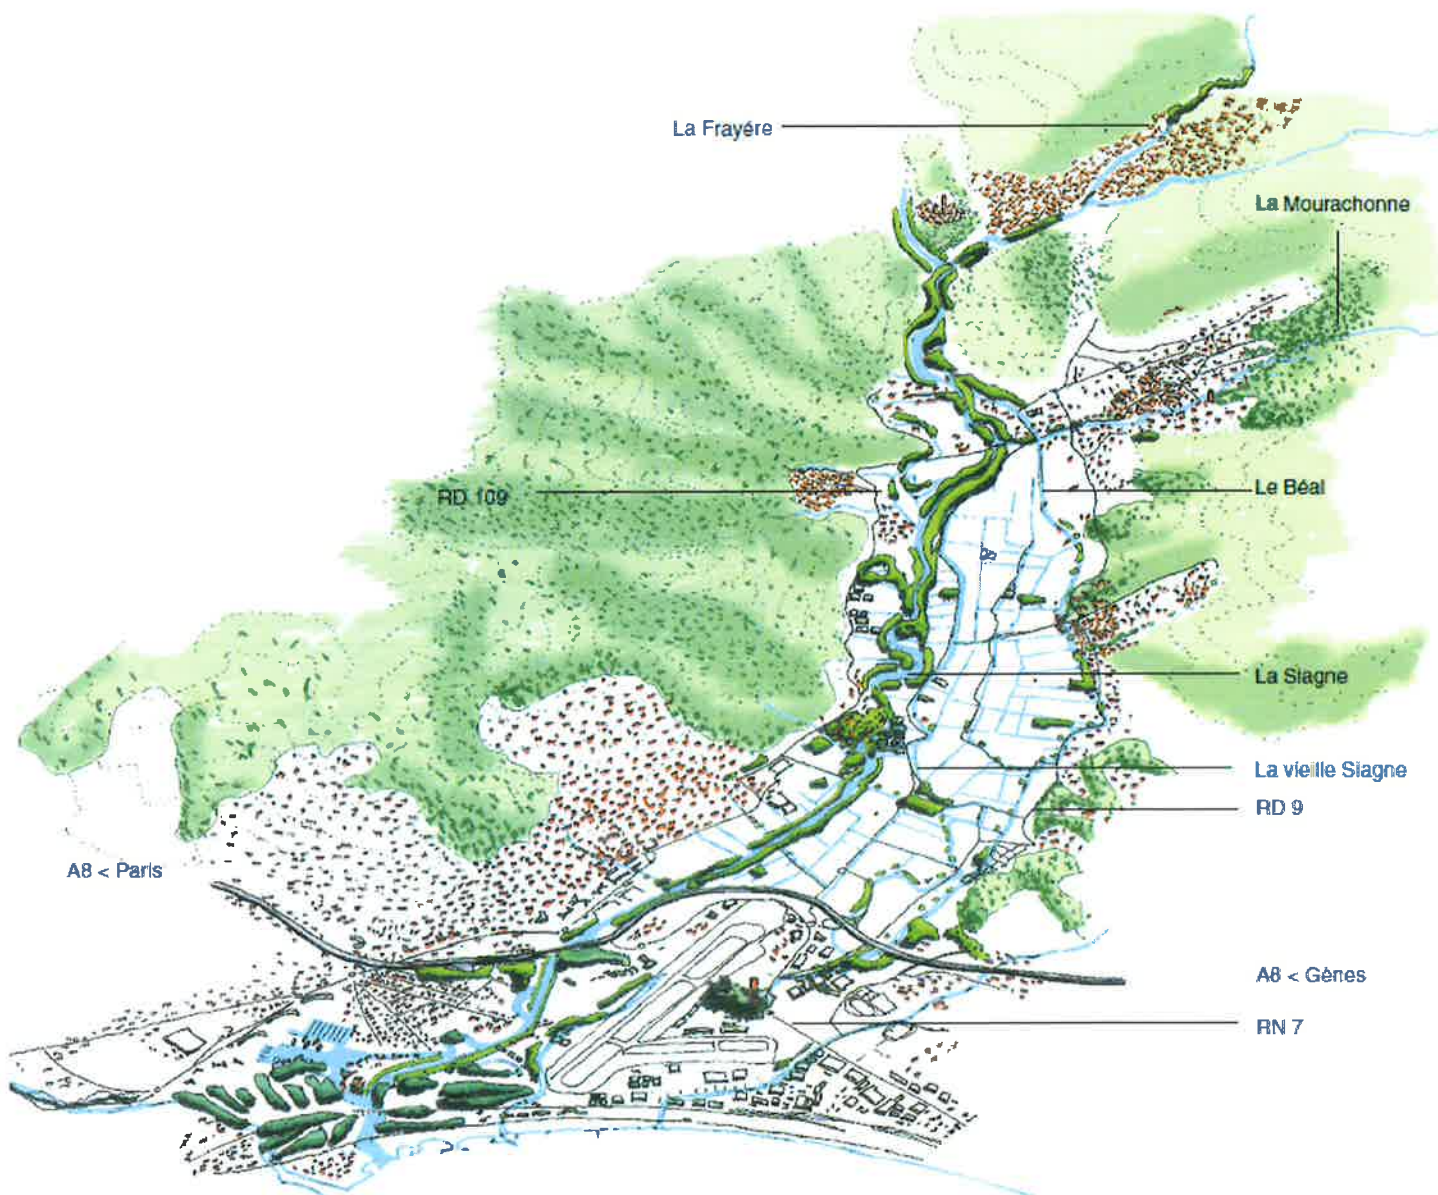 La Frayére
La Mourachonne
RD 109
Le Béal
La Siagne
La vieille Siagne
RD 9
A8 < Paris
A8 < Gènes
RN 7